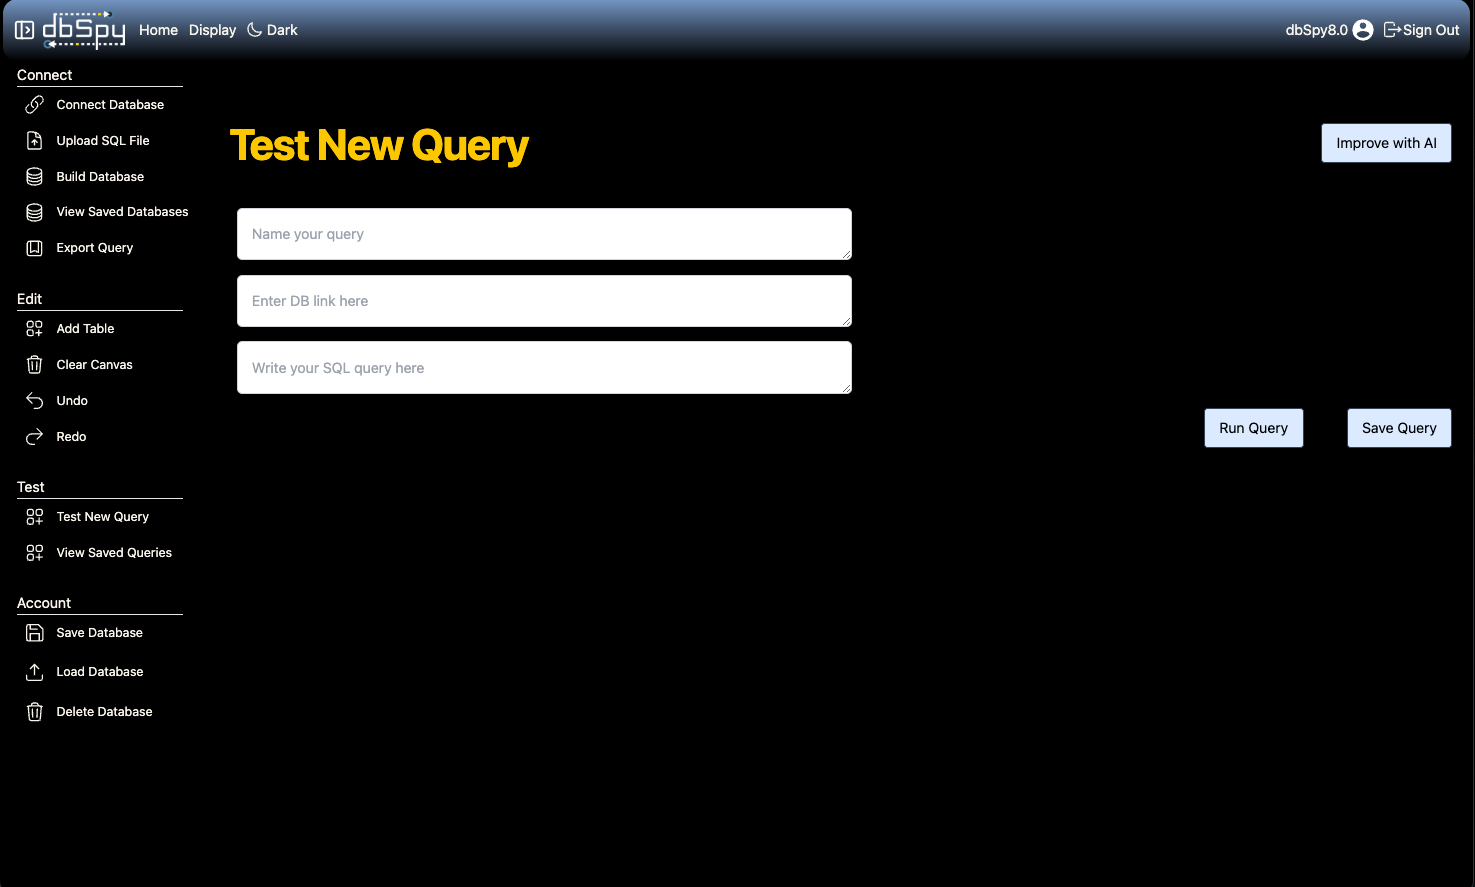 dbSpy
Home Display Dark
dbSpy8.0 Sign Out
Connect
Connect Database
Upload SQL File
Build Database
View Saved Databases
Export Query
Edit
Add Table
Clear Canvas
Undo
Redo
Test
Test New Query
View Saved Queries
Account
Save Database
Load Database
Delete Database
Test New Query
Improve with AI
Name your query
Enter DB link here
Write your SQL query here
Run Query
Save Query